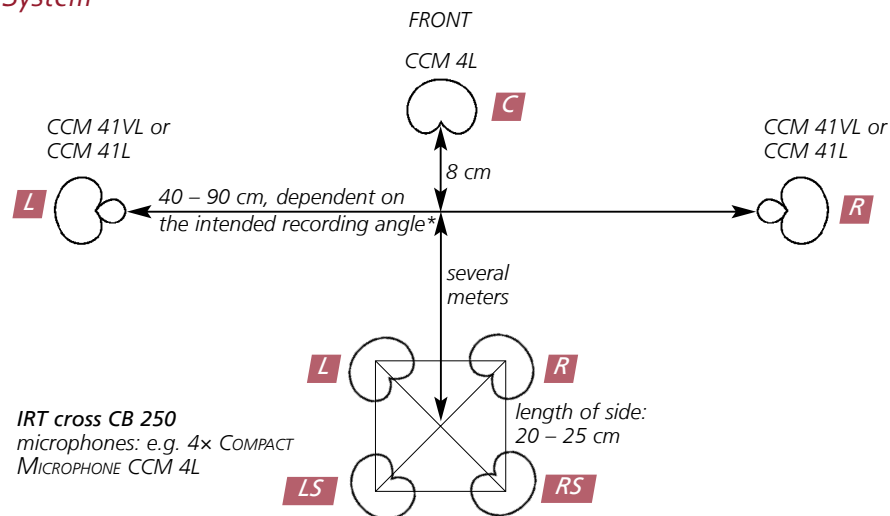 System
FRONT
CCM 4L
C
CCM 41VL or
CCM 41L
CCM 41VL or
CCM 41L
8 cm
L
40 – 90 cm, dependent on
the intended recording angle*
R
several
meters
L
R
IRT cross CB 250
microphones: e.g. 4× COMPACT
MICROPHONE CCM 4L
length of side:
20 – 25 cm
LS
RS